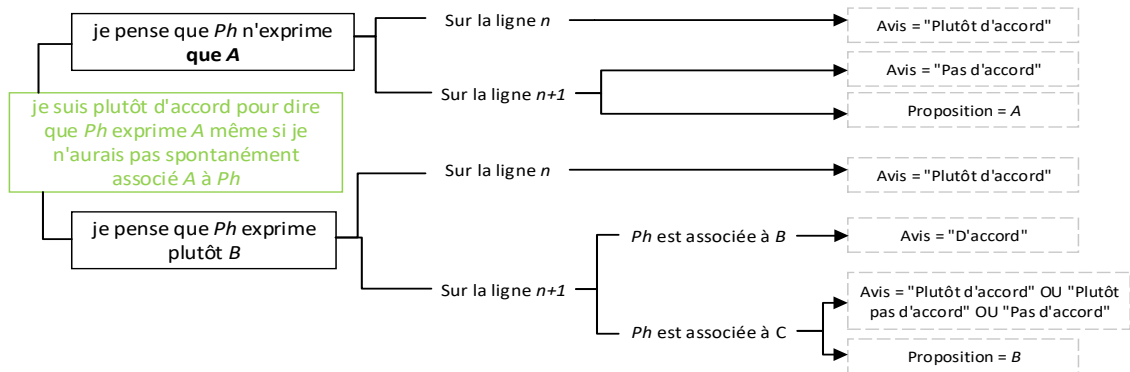 je pense que Ph n'exprime
que A
Sur la ligne n
Avis = "Plutôt d'accord"
Sur la ligne n+1
Avis = "Pas d'accord"
Proposition = A
je suis plutôt d'accord pour dire
que Ph exprime A même si je
n'aurais pas spontanément
associé A à Ph
je pense que Ph exprime
plutôt B
Sur la ligne n
Avis = "Plutôt d'accord"
Sur la ligne n+1
Ph est associée à B
Avis = "D'accord"
Ph est associée à C
Avis = "Plutôt d'accord" OU "Plutôt
pas d'accord" OU "Pas d'accord"
Proposition = B